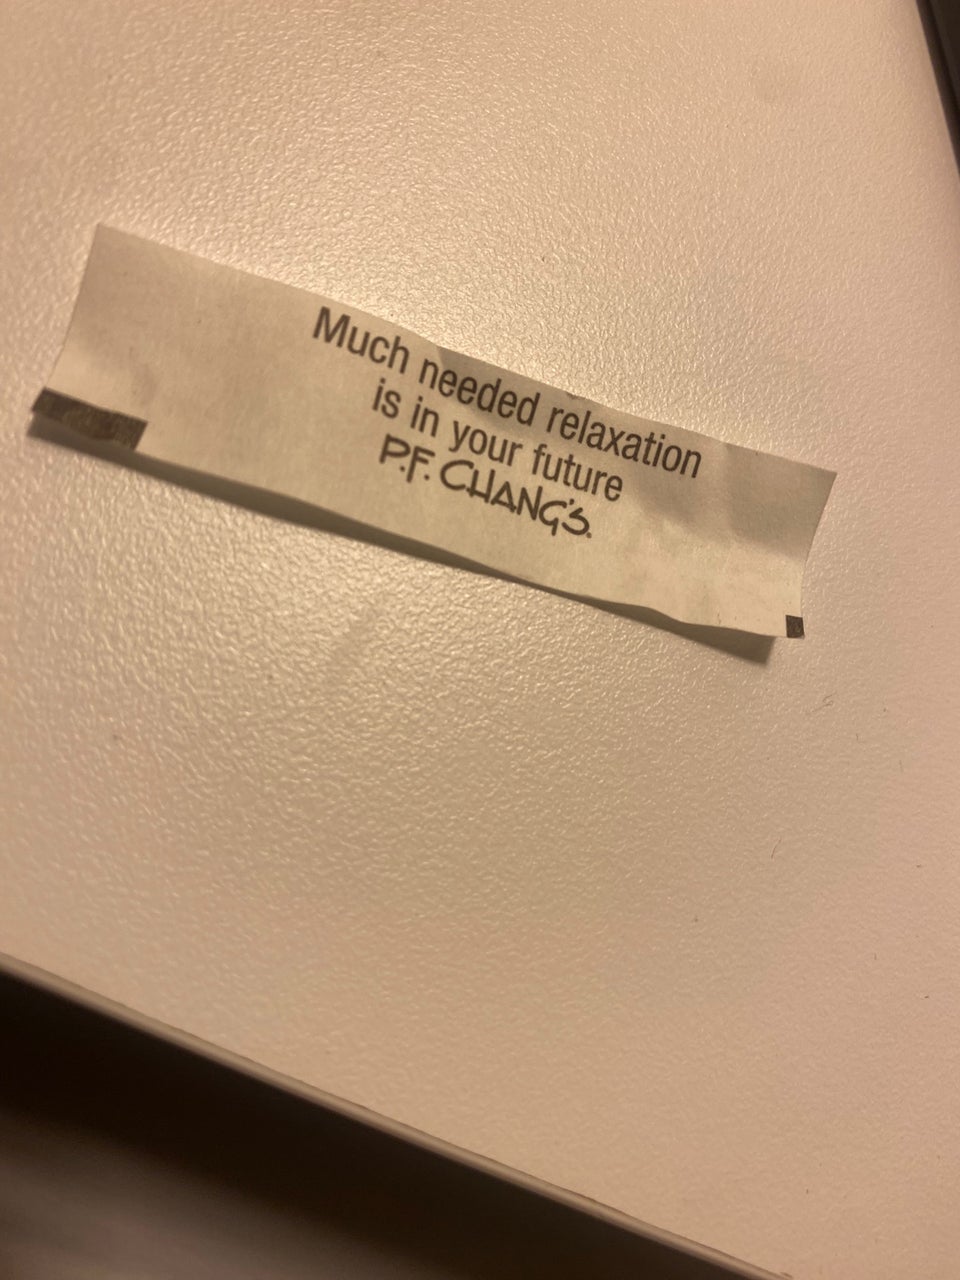 Much needed relaxation
is in your future
P.F. CHANG'S.